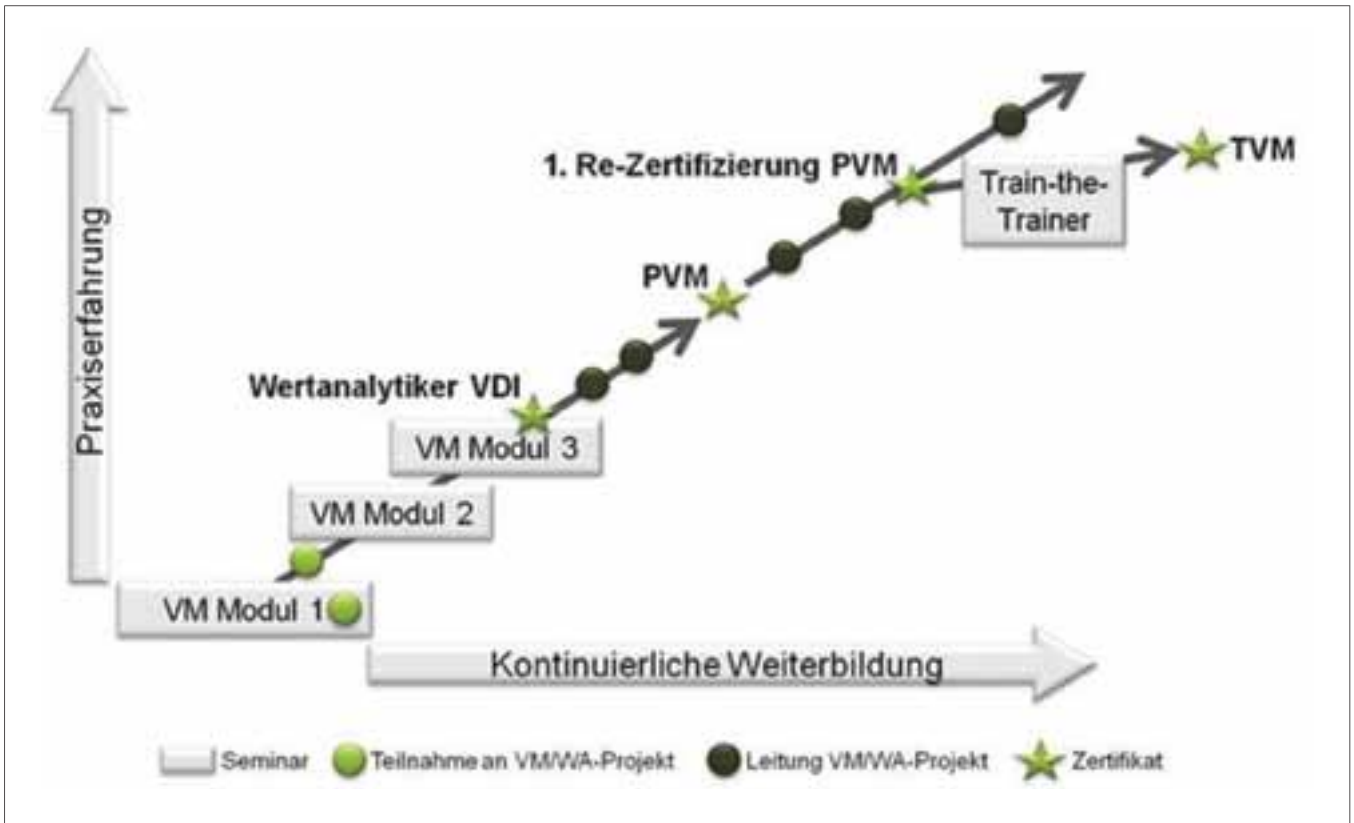 1. Re-Zertifizierung PVM
TVM
Train-the-
Trainer
PVM
Wertanalytiker VDI
VM Modul 3
VM Modul 2
VM Modul 1
Praxiserfahrung
Kontinuierliche Weiterbildung
Seminar
Teilnahme an VM/WA-Projekt
Leitung VM/WA-Projekt
Zertifikat